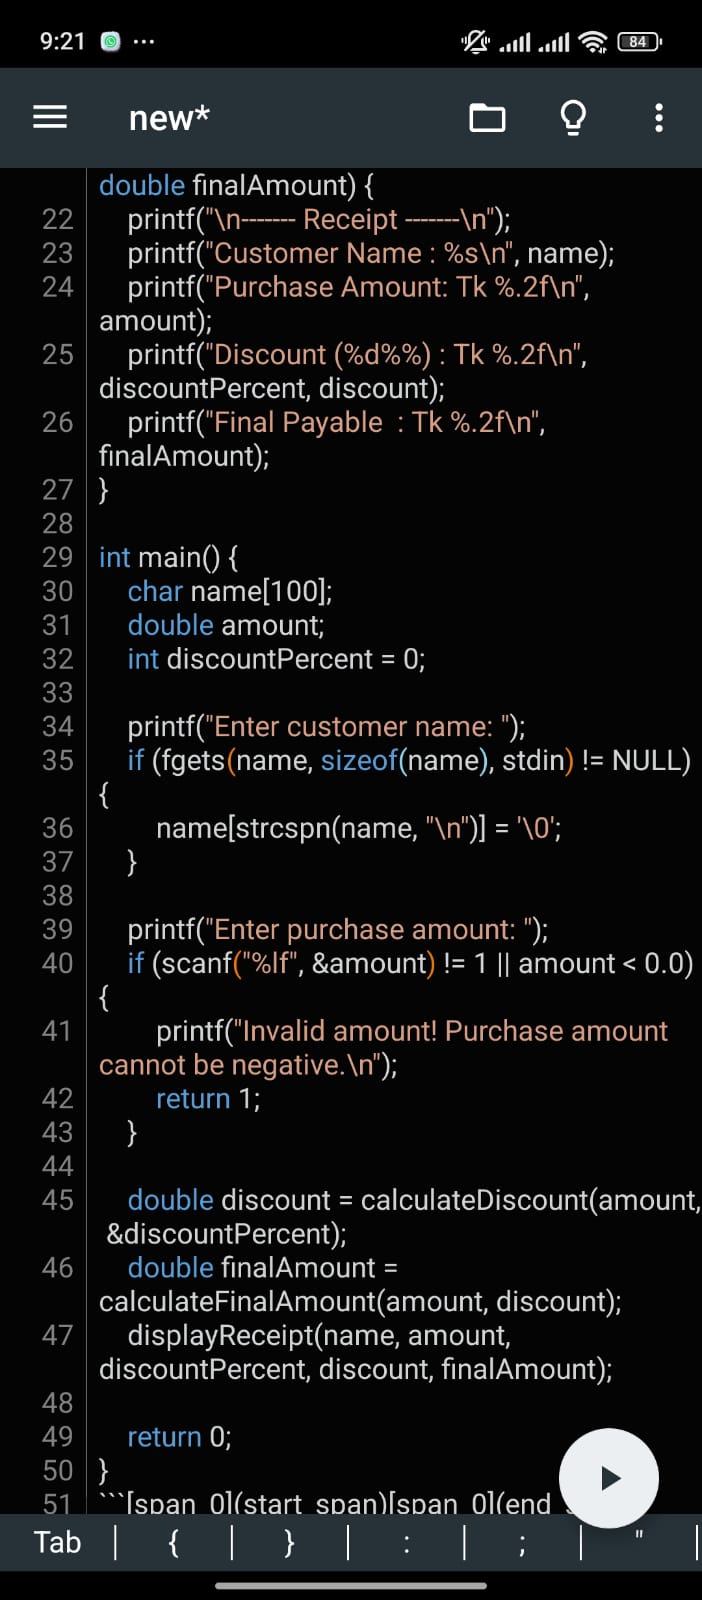 9:21 ...
84
new*
double finalAmount) {
22 printf("\n------- Receipt -------\n");
23 printf("Customer Name : %s\n", name);
24 printf("Purchase Amount: Tk %.2f\n",
amount);
25 printf("Discount (%d%%) : Tk %.2f\n",
discountPercent, discount);
26 printf("Final Payable  : Tk %.2f\n",
finalAmount);
27 }
28
29 int main() {
30 char name[100];
31 double amount;
32 int discountPercent = 0;
33
34 printf("Enter customer name: ");
35 if (fgets(name, sizeof(name), stdin) != NULL)
{
36 name[strcspn(name, "\n")] = '\0';
37 }
38
39 printf("Enter purchase amount: ");
40 if (scanf("%lf", &amount) != 1 || amount < 0.0)
{
41 printf("Invalid amount! Purchase amount
cannot be negative.\n");
42 return 1;
43 }
44
45 double discount = calculateDiscount(amount,
&discountPercent);
46 double finalAmount =
calculateFinalAmount(amount, discount);
47 displayReceipt(name, amount,
discountPercent, discount, finalAmount);
48
49 return 0;
50 }
51 ```[span_0](start_span)[span_0](end_
Tab | { | } | : | ; | " |